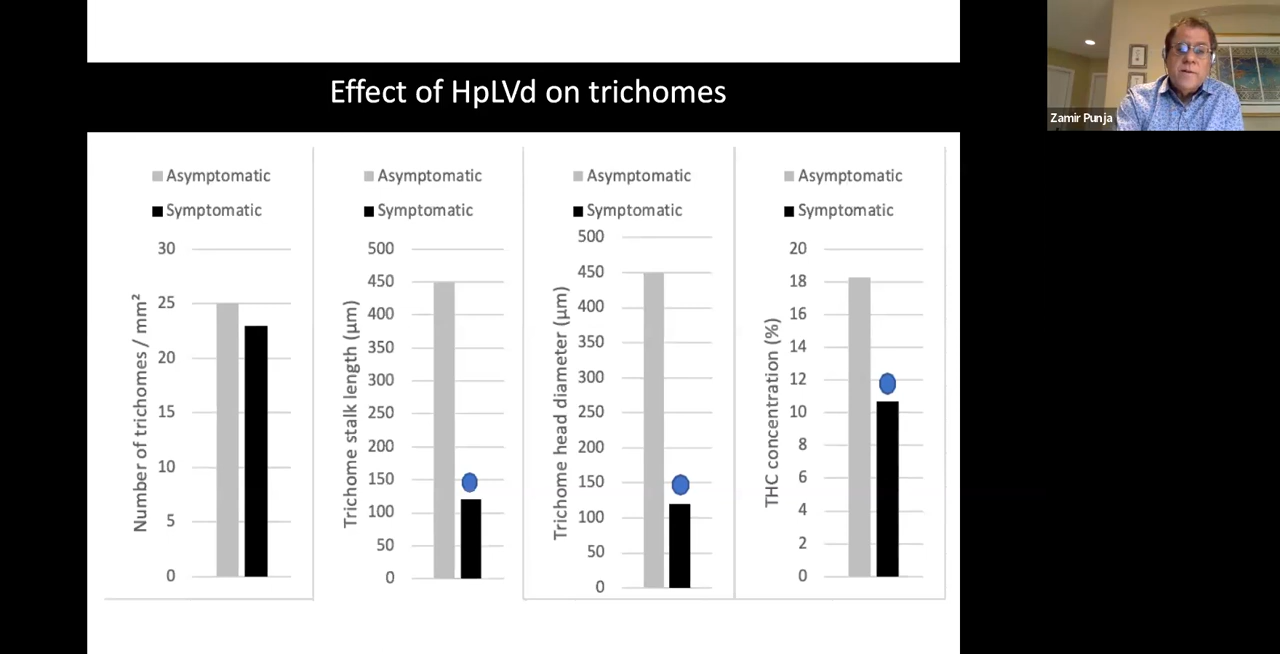 Effect of HpLVd on trichomes
Zamir Punja
Asymptomatic
Symptomatic
30
25
20
15
10
5
0
Number of trichomes / mm²
Asymptomatic
Symptomatic
500
450
400
350
300
250
200
150
100
50
0
Trichome stalk length (µm)
Asymptomatic
Symptomatic
500
450
400
350
300
250
200
150
100
50
0
Trichome head diameter (µm)
Asymptomatic
Symptomatic
20
18
16
14
12
10
8
6
4
2
0
THC concentration (%)